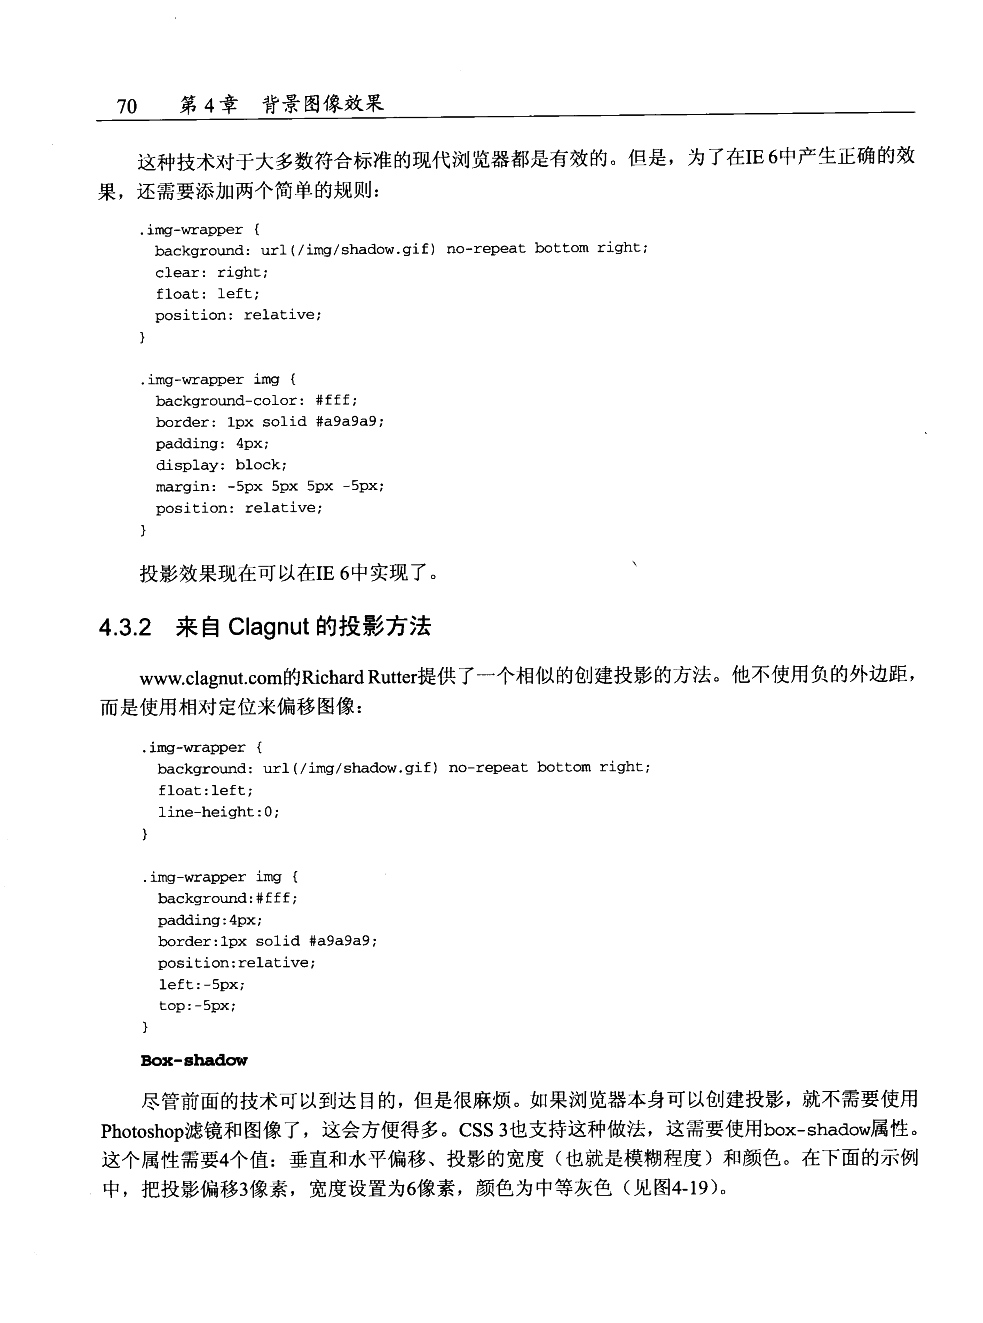 70 第4章 背景图像效果
这种技术对于大多数符合标准的现代浏览器都是有效的。但是，为了在IE 6中产生正确的效
果，还需要添加两个简单的规则：
.img-wrapper {
background: url(/img/shadow.gif) no-repeat bottom right;
clear: right;
float: left;
position: relative;
}
.img-wrapper img {
background-color: #fff;
border: 1px solid #a9a9a9;
padding: 4px;
display: block;
margin: -5px 5px 5px -5px;
position: relative;
}
投影效果现在可以在IE 6中实现了。
4.3.2 来自 Clagnut 的投影方法
www.clagnut.com的Richard Rutter提供了一个相似的创建投影的方法。他不使用负的外边距，
而是使用相对定位来偏移图像：
.img-wrapper {
background: url(/img/shadow.gif) no-repeat bottom right;
float:left;
line-height:0;
}
.img-wrapper img {
background:#fff;
padding:4px;
border:1px solid #a9a9a9;
position:relative;
left:-5px;
top:-5px;
}
Box-shadow
尽管前面的技术可以到达目的，但是很麻烦。如果浏览器本身可以创建投影，就不需要使用
Photoshop滤镜和图像了，这会方便得多。CSS 3也支持这种做法，这需要使用box-shadow属性。
这个属性需要4个值：垂直和水平偏移、投影的宽度（也就是模糊程度）和颜色。在下面的示例
中，把投影偏移3像素，宽度设置为6像素，颜色为中等灰色（见图4-19）。